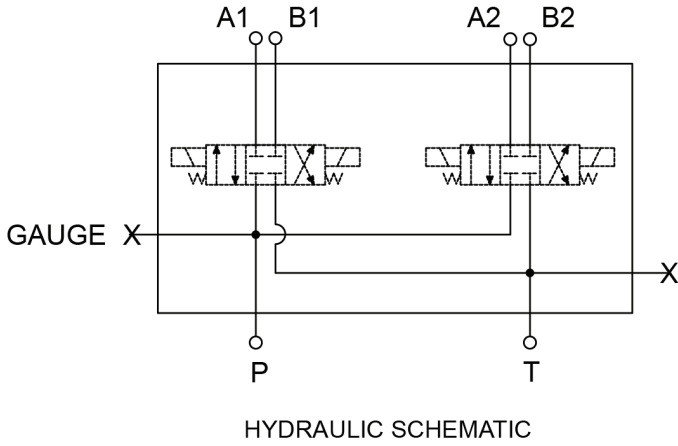 A1 B1 A2 B2
GAUGE X
X
P T
HYDRAULIC SCHEMATIC